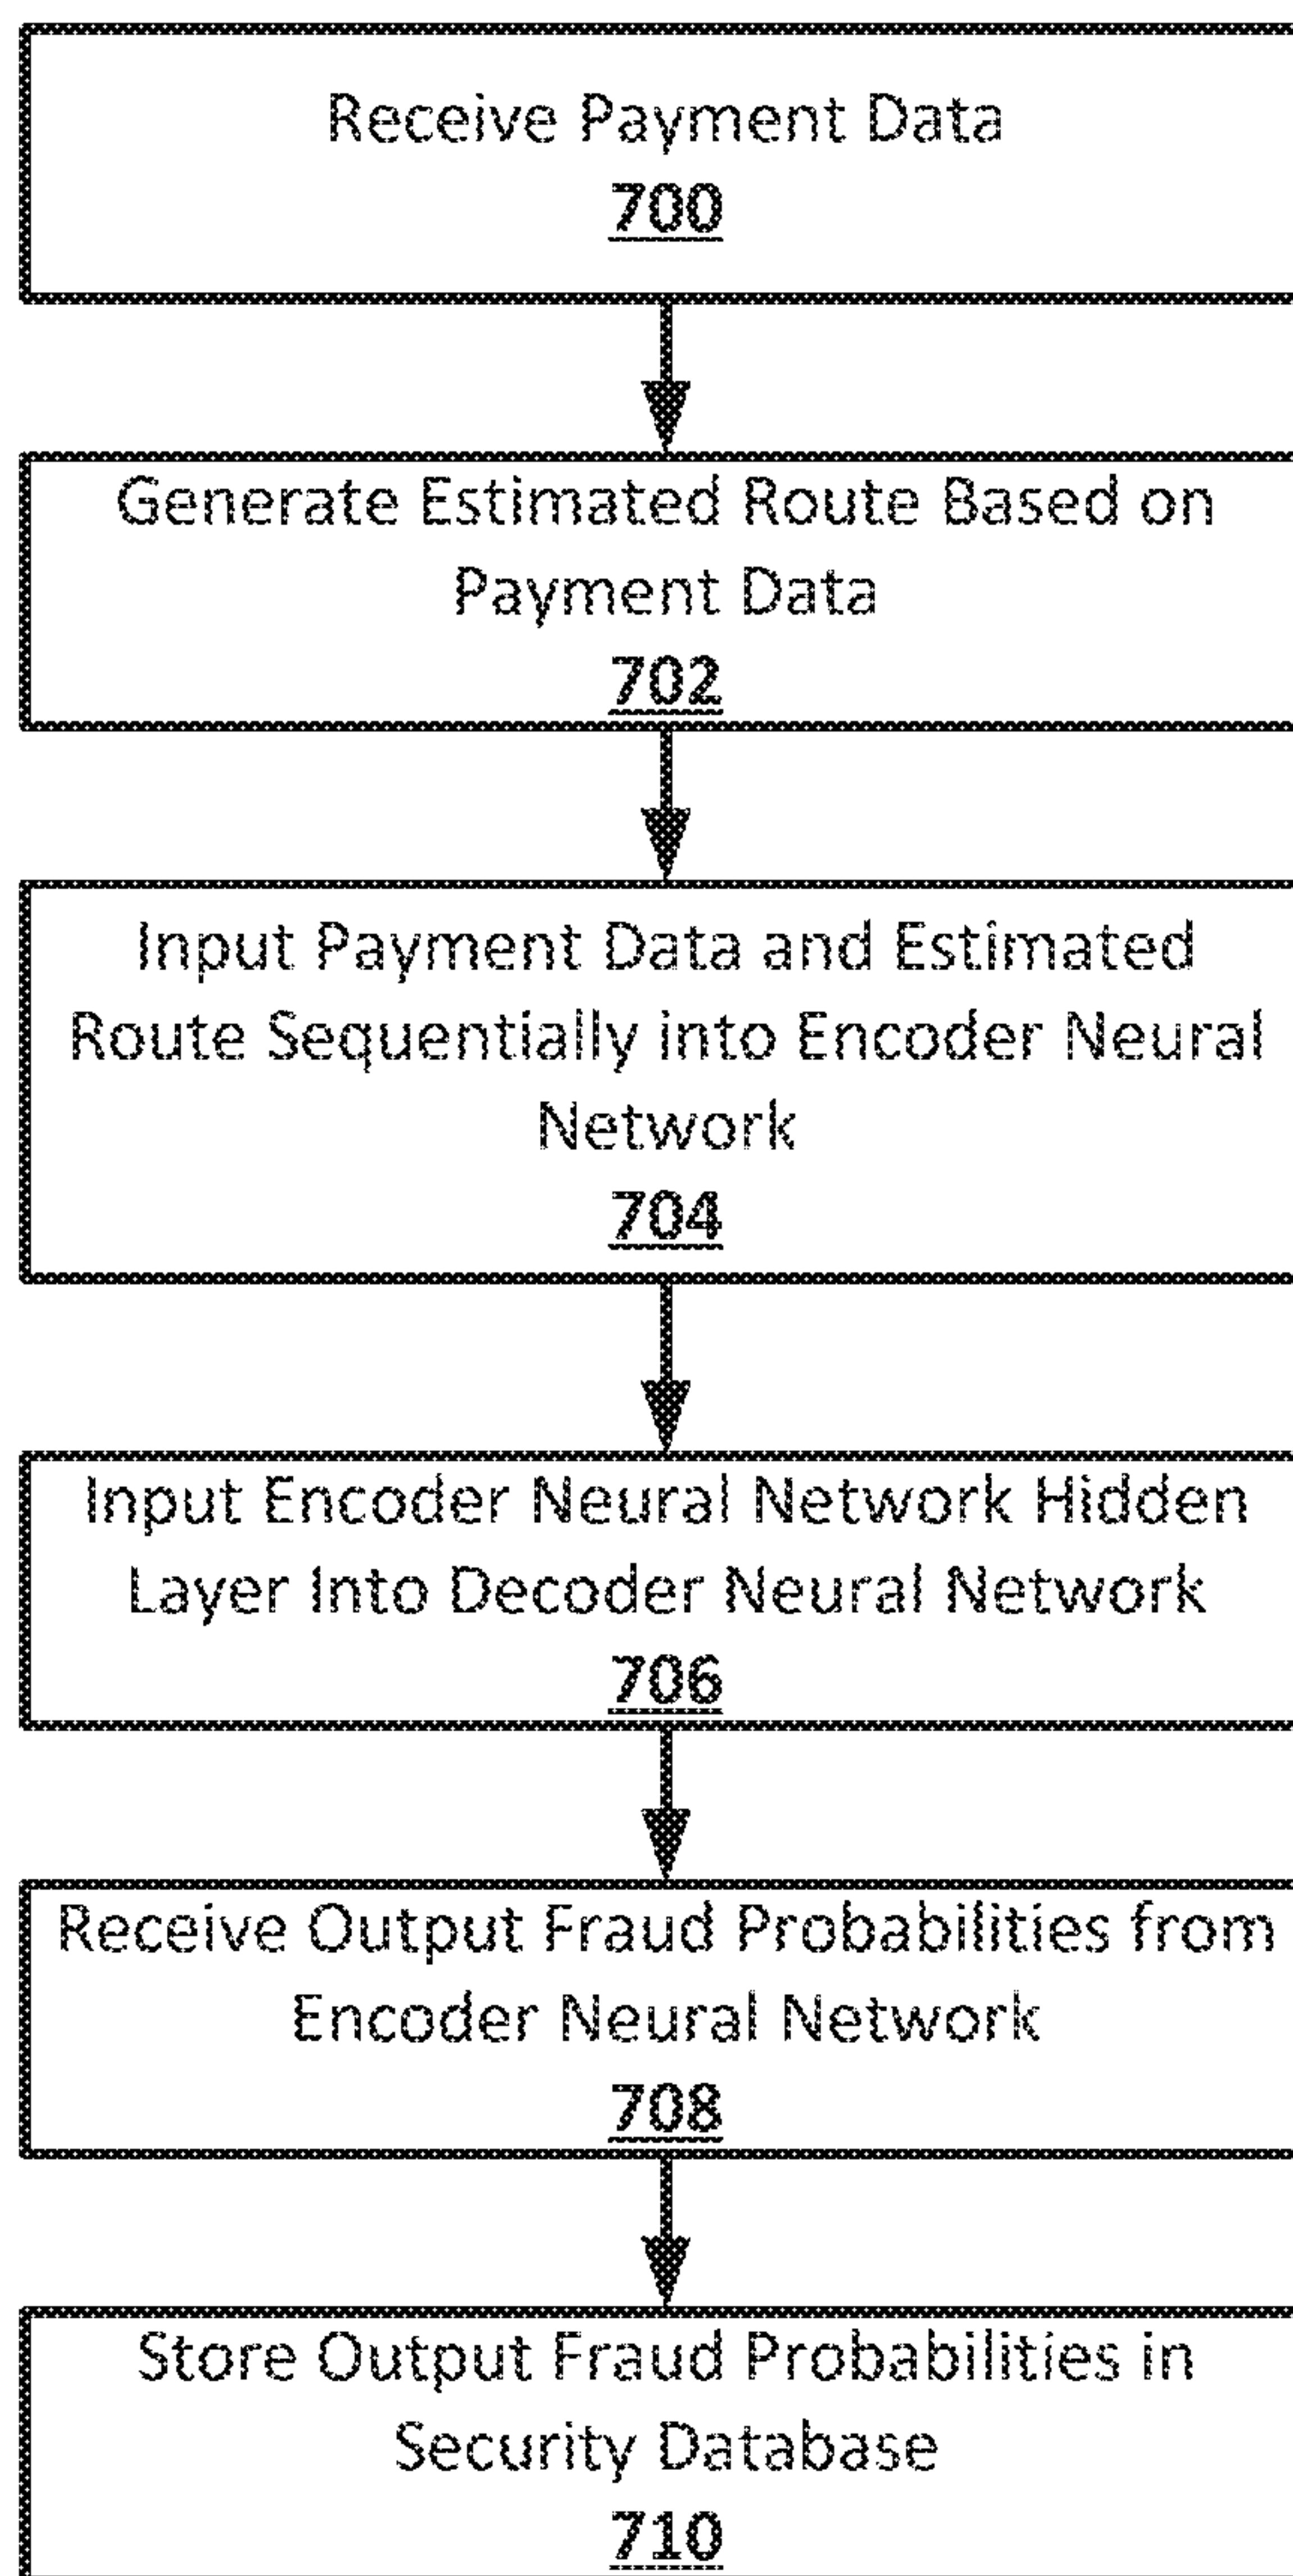 Receive Payment Data
700
Generate Estimated Route Based on
Payment Data
702
Input Payment Data and Estimated
Route Sequentially into Encoder Neural
Network
704
Input Encoder Neural Network Hidden
Layer Into Decoder Neural Network
706
Receive Output Fraud Probabilities from
Encoder Neural Network
708
Store Output Fraud Probabilities in
Security Database
710